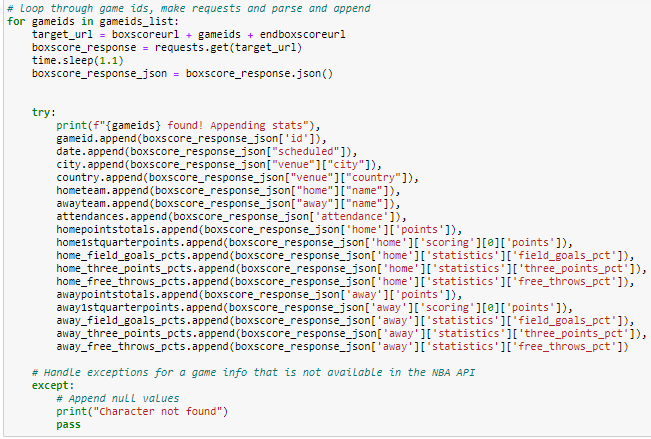 # loop through game ids, make requests and parse and append
for gameids in gameids_list:
    target_url = boxscoreurl + gameids + endboxscoreurl
    boxscore_response = requests.get(target_url)
    time.sleep(1.1)
    boxscore_response_json = boxscore_response.json()
    try:
        print(f"{gameids} found! Appending stats"),
        gameid.append(boxscore_response_json['id']),
        date.append(boxscore_response_json["scheduled"]),
        city.append(boxscore_response_json["venue"]["city"]),
        country.append(boxscore_response_json["venue"]["country"]),
        hometeam.append(boxscore_response_json["home"]["name"]),
        awayteam.append(boxscore_response_json["away"]["name"]),
        attendances.append(boxscore_response_json['attendance']),
        homepointstotals.append(boxscore_response_json['home']['points']),
        home1stquarterpoints.append(boxscore_response_json['home']['scoring'][0]['points']),
        home_field_goals_pcts.append(boxscore_response_json['home']['statistics']['field_goals_pct']),
        home_three_points_pcts.append(boxscore_response_json['home']['statistics']['three_points_pct']),
        home_free_throws_pcts.append(boxscore_response_json['home']['statistics']['free_throws_pct']),
        awaypointstotals.append(boxscore_response_json['away']['points']),
        away1stquarterpoints.append(boxscore_response_json['away']['scoring'][0]['points']),
        away_field_goals_pcts.append(boxscore_response_json['away']['statistics']['field_goals_pct']),
        away_three_points_pcts.append(boxscore_response_json['away']['statistics']['three_points_pct']),
        away_free_throws_pcts.append(boxscore_response_json['away']['statistics']['free_throws_pct'])
    # Handle exceptions for a game info that is not available in the NBA API
    except:
        # Append null values
        print("Character not found")
        pass